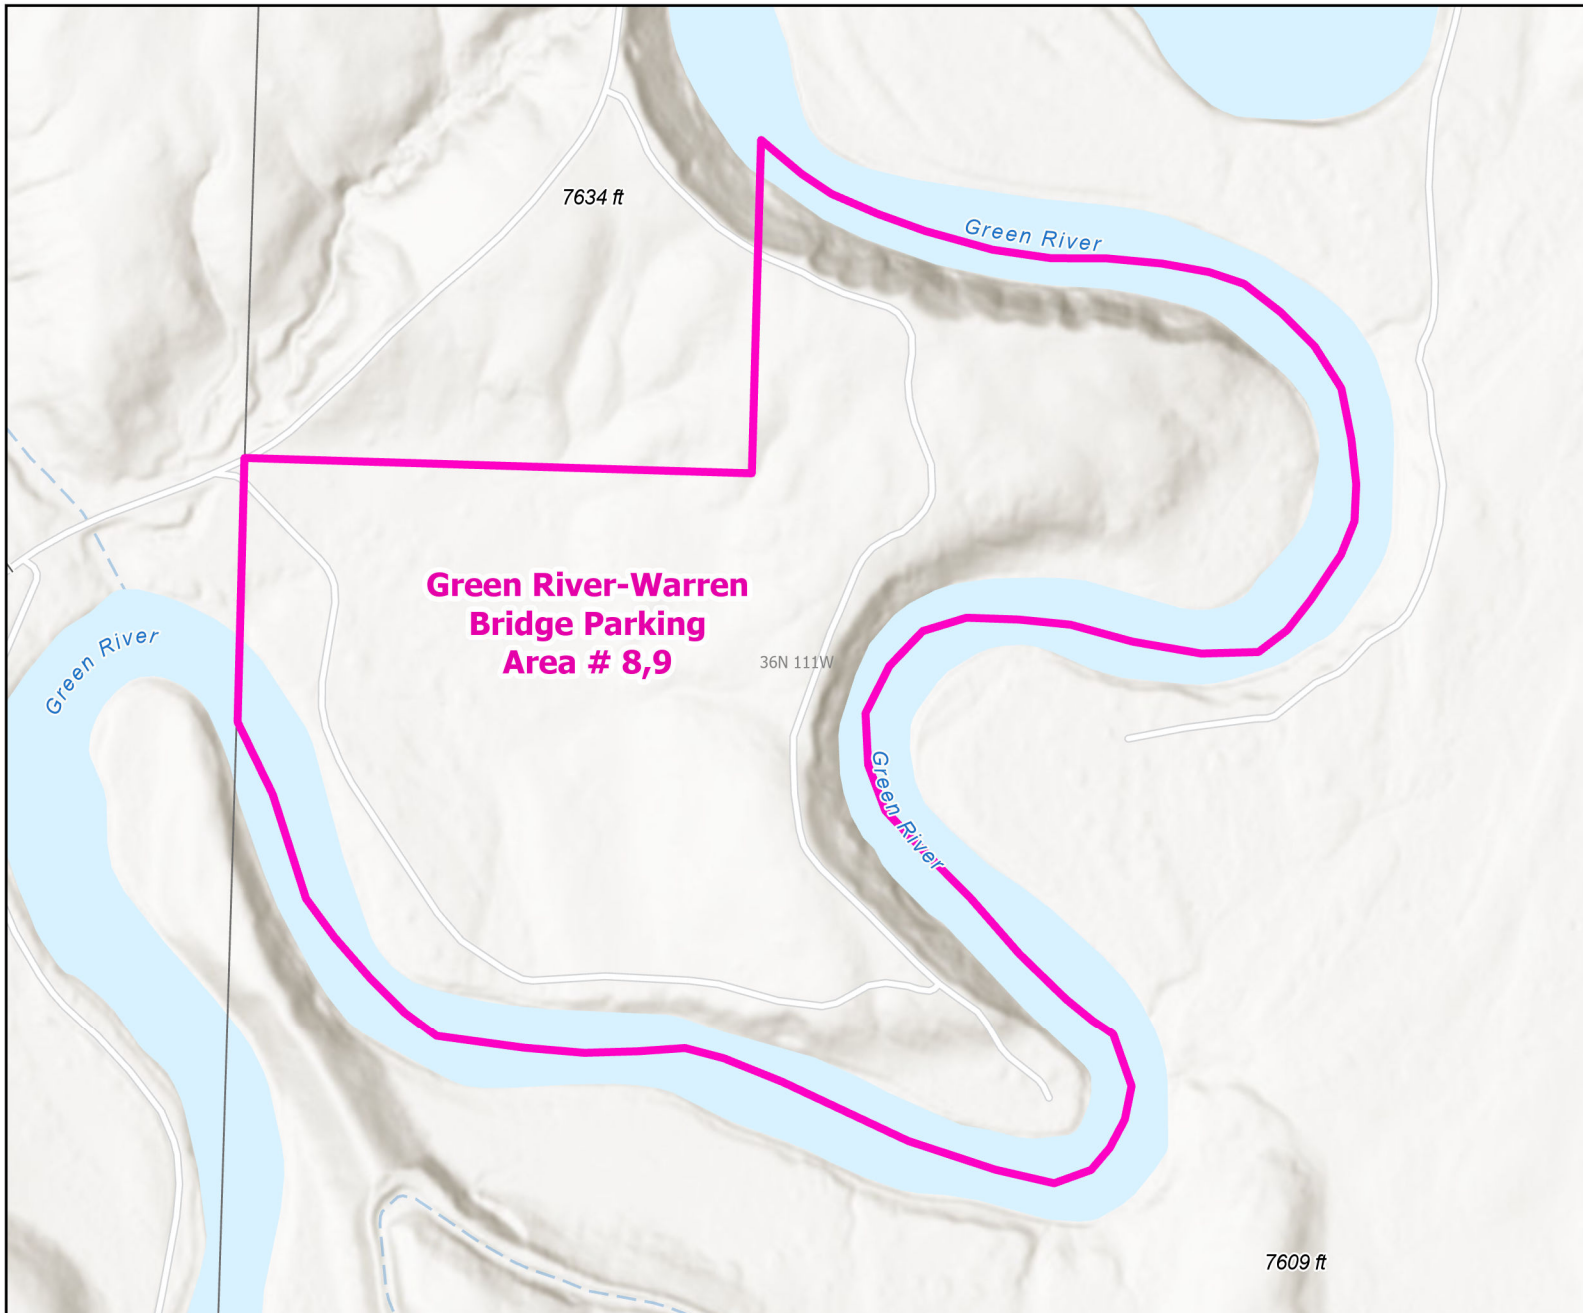 7634 ft
Green River
Green River-Warren
Bridge Parking
Area # 8,9
Green River
36N 111W
Green River
7609 ft